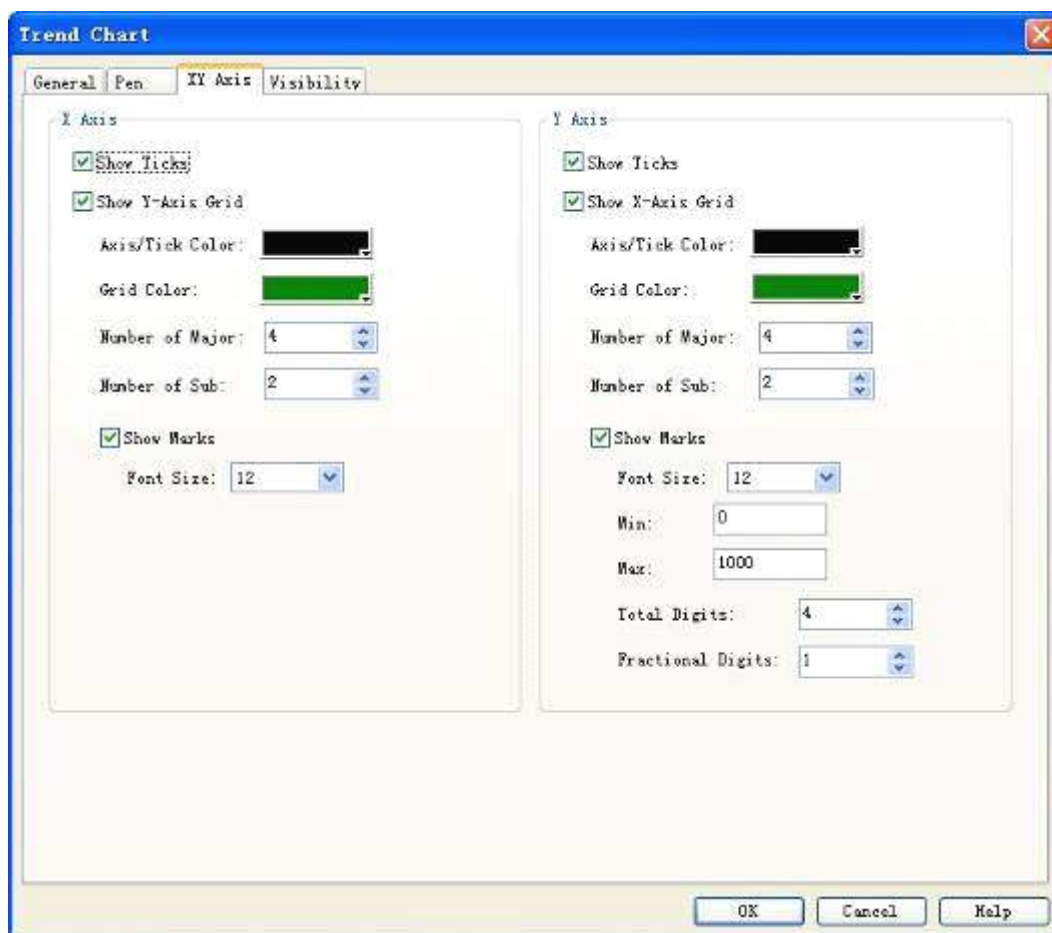 Trend Chart
General Pen XY Axis Visibility
X Axis
Show Ticks
Show Y-Axis Grid
Axis/Tick Color:
Grid Color:
Number of Major: 4
Number of Sub: 2
Show Marks
Font Size: 12
Y Axis
Show Ticks
Show X-Axis Grid
Axis/Tick Color:
Grid Color:
Number of Major: 4
Number of Sub: 2
Show Marks
Font Size: 12
Min: 0
Max: 1000
Total Digits: 4
Fractional Digits: 1
OK Cancel Help